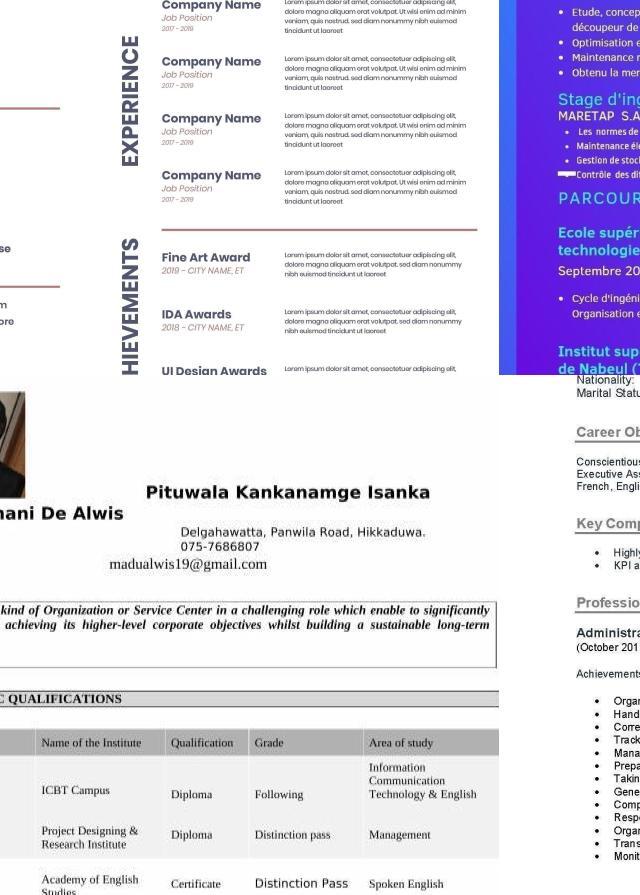 Company Name
Job Position
2017 - 2019
Lorem ipsum dolor sit amet, consectetuer adipiscing elit,
dolore magna aliquam erat volutpat. Ut wisi enim ad minim
veniam, quis nostrud. sed diam nonummy nibh euismod
tincidunt ut laoreet
Company Name
Job Position
2017 - 2019
Lorem ipsum dolor sit amet, consectetuer adipiscing elit,
dolore magna aliquam erat volutpat. Ut wisi enim ad minim
veniam, quis nostrud. sed diam nonummy nibh euismod
tincidunt ut laoreet
Company Name
Job Position
2017 - 2019
Lorem ipsum dolor sit amet, consectetuer adipiscing elit,
dolore magna aliquam erat volutpat. Ut wisi enim ad minim
veniam, quis nostrud. sed diam nonummy nibh euismod
tincidunt ut laoreet
Company Name
Job Position
2017 - 2019
Lorem ipsum dolor sit amet, consectetuer adipiscing elit,
dolore magna aliquam erat volutpat. Ut wisi enim ad minim
veniam, quis nostrud. sed diam nonummy nibh euismod
tincidunt ut laoreet
EXPERIENCE
HIEVEMENTS
Fine Art Award
2019 - CITY NAME, ET
Lorem ipsum dolor sit amet, consectetuer adipiscing elit,
dolore magna aliquam erat volutpat. sed diam nonummy
nibh euismod tincidunt ut laoreet
IDA Awards
2018 - CITY NAME, ET
Lorem ipsum dolor sit amet, consectetuer adipiscing elit,
dolore magna aliquam erat volutpat. sed diam nonummy
nibh euismod tincidunt ut laoreet
UI Design Awards
Lorem ipsum dolor sit amet, consectetuer adipiscing elit,
se
m
ore
• Etude, concep
découpeur de
• Optimisation e
• Maintenance r
• Obtenu la mer
Stage d'ing
MARETAP S.A
• Les normes de
• Maintenance éle
• Gestion de stock
Contrôle des dif
PARCOUR
Ecole supér
technologie
Septembre 20
• Cycle d'ingéni
Organisation e
Institut sup
de Nabeul (
nani De Alwis
Pituwala Kankanamge Isanka
Delgahawatta, Panwila Road, Hikkaduwa.
075-7686807
madualwis19@gmail.com
kind of Organization or Service Center in a challenging role which enable to significantly
achieving its higher-level corporate objectives whilst building a sustainable long-term
C QUALIFICATIONS
Name of the Institute Qualification Grade Area of study
ICBT Campus Diploma Following Information
Communication
Technology & English
Project Designing &
Research Institute Diploma Distinction pass Management
Academy of English
Studies Certificate Distinction Pass Spoken English
Nationality:
Marital Statu
Career Ob
Conscientious
Executive Ass
French, Engli
Key Comp
• Highly
• KPI a
Professio
Administra
(October 201
Achievements
• Organ
• Hand
• Corre
• Track
• Mana
• Prepa
• Takin
• Gene
• Comp
• Respo
• Organ
• Trans
• Monit